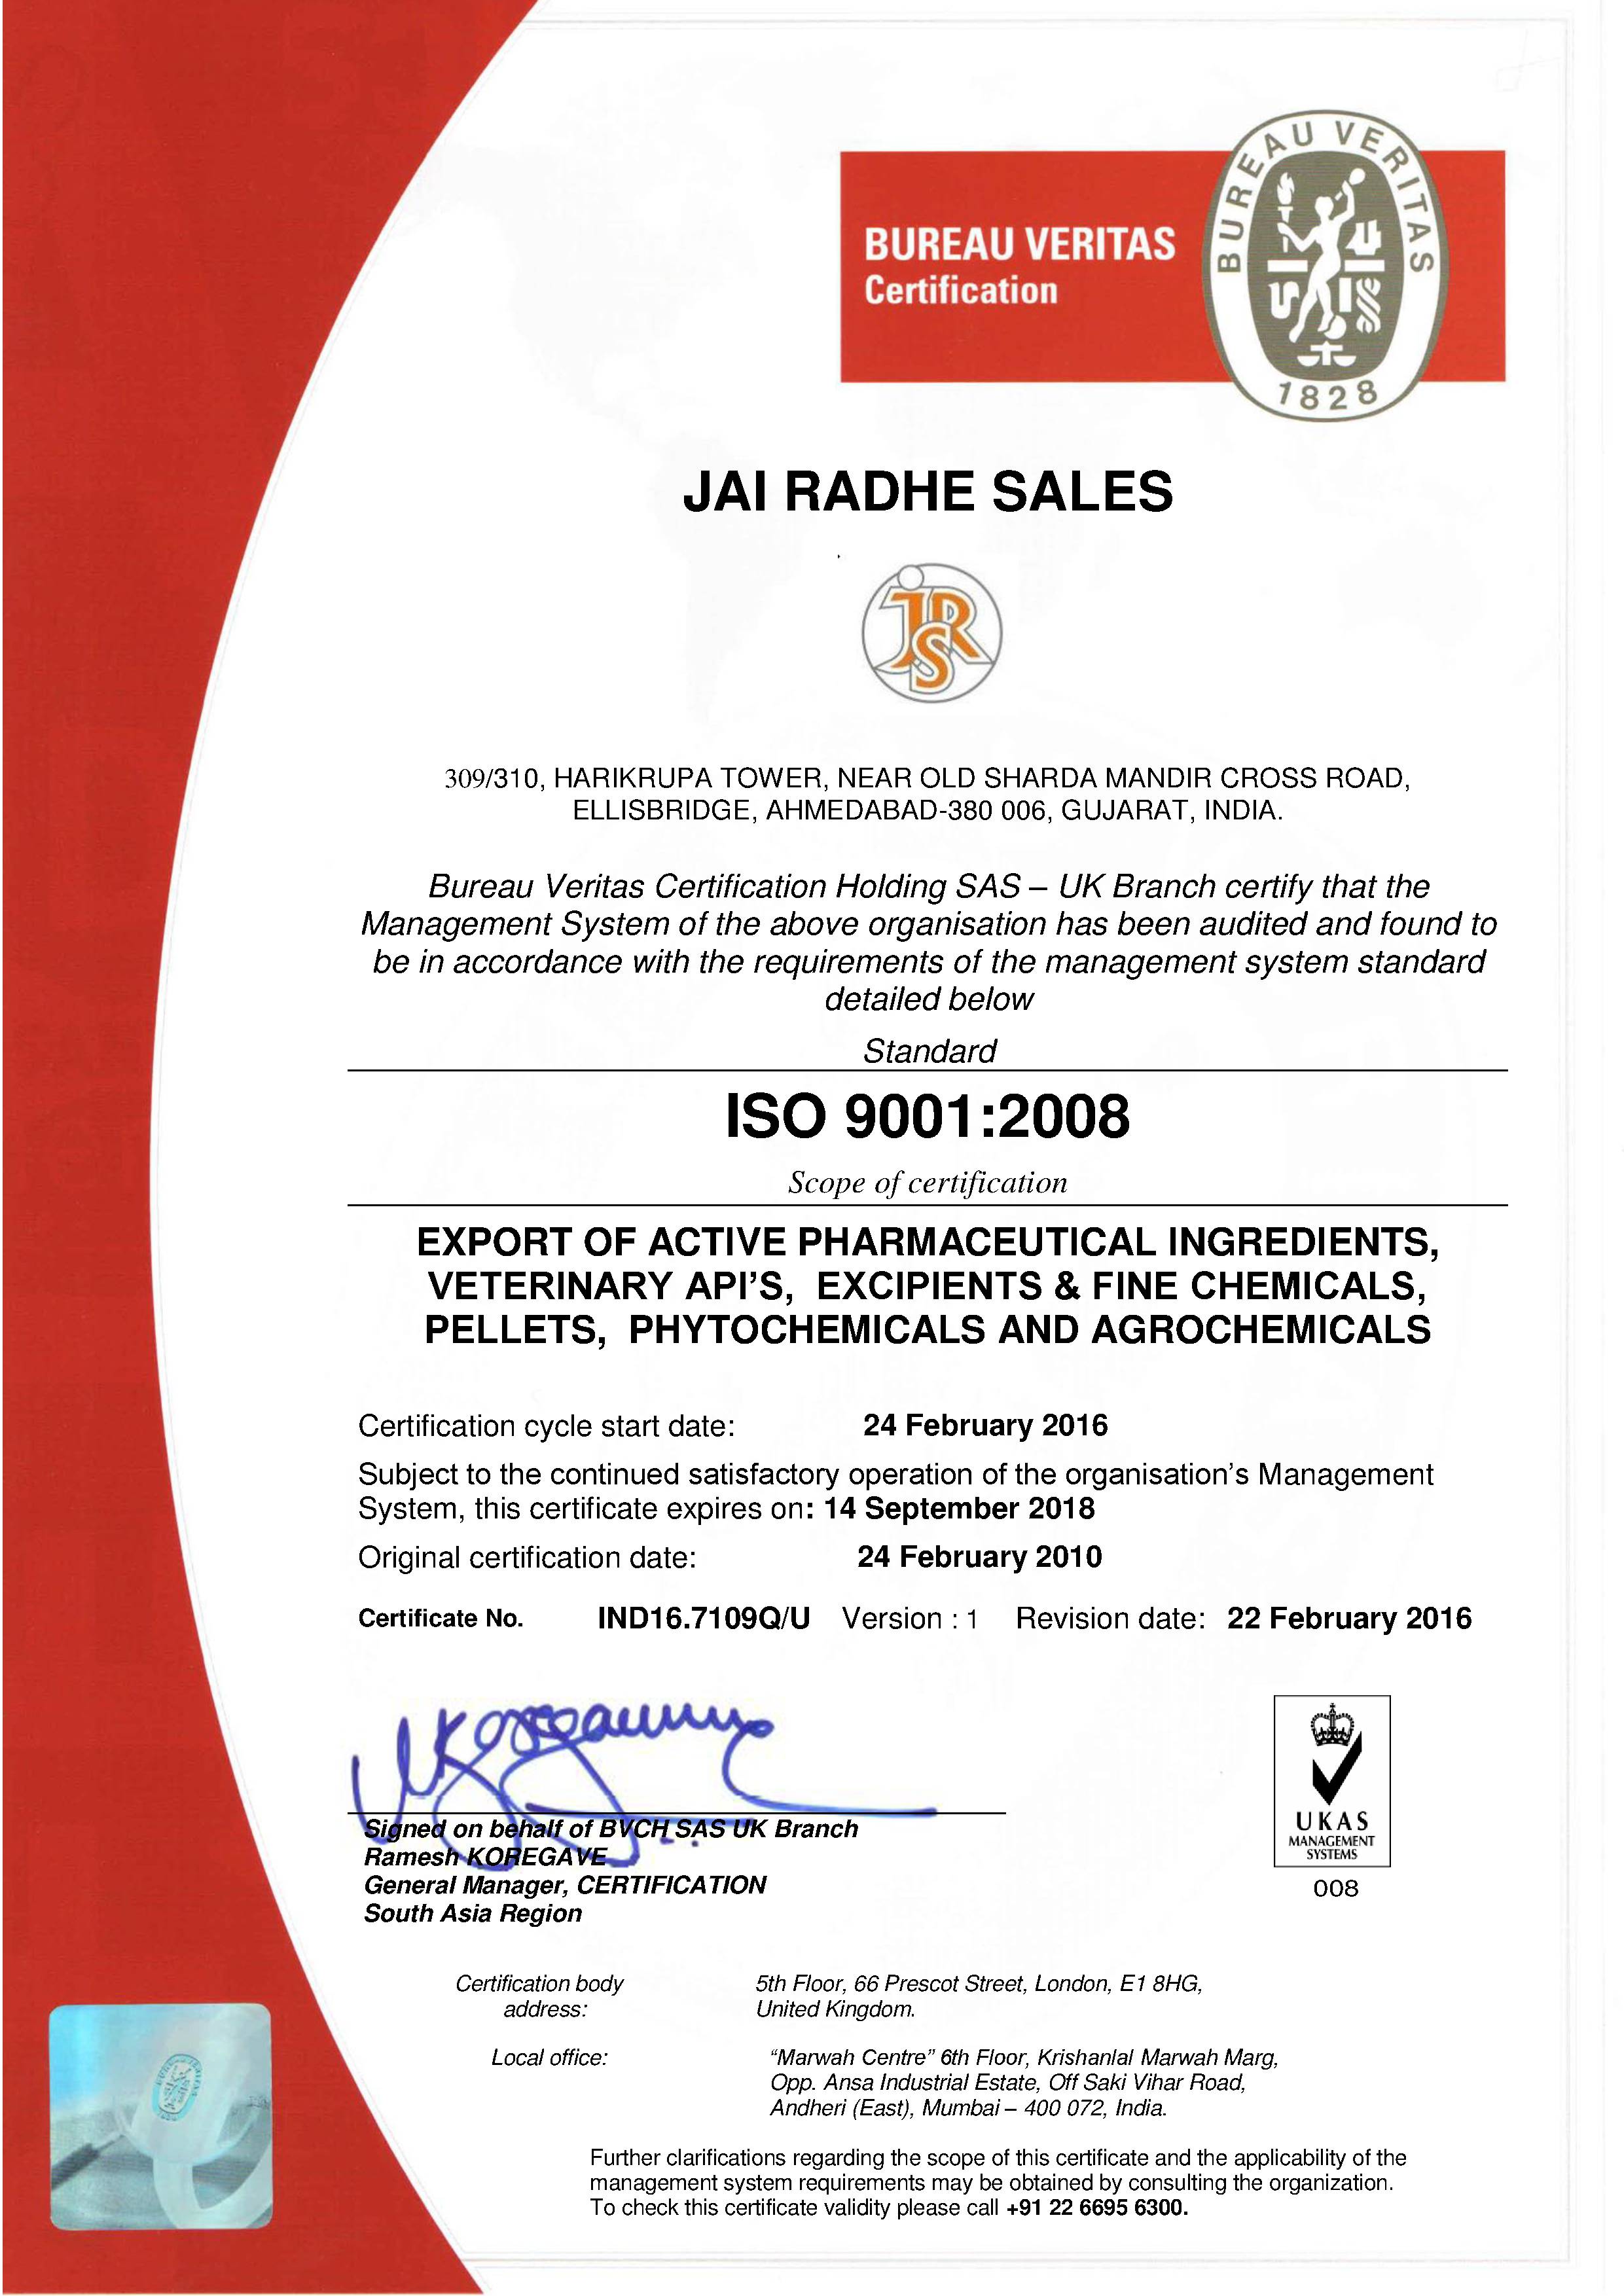 BUREAU VERITAS
Certification
BUREAU VERITAS
1828
JAI RADHE SALES
JRS
309/310, HARIKRUPA TOWER, NEAR OLD SHARDA MANDIR CROSS ROAD,
ELLISBRIDGE, AHMEDABAD-380 006, GUJARAT, INDIA.
Bureau Veritas Certification Holding SAS – UK Branch certify that the
Management System of the above organisation has been audited and found to
be in accordance with the requirements of the management system standard
detailed below
Standard
ISO 9001:2008
Scope of certification
EXPORT OF ACTIVE PHARMACEUTICAL INGREDIENTS,
VETERINARY API'S, EXCIPIENTS & FINE CHEMICALS,
PELLETS, PHYTOCHEMICALS AND AGROCHEMICALS
Certification cycle start date: 24 February 2016
Subject to the continued satisfactory operation of the organisation's Management
System, this certificate expires on: 14 September 2018
Original certification date: 24 February 2010
Certificate No. IND16.7109Q/U Version : 1 Revision date: 22 February 2016
Signed on behalf of BVCH SAS UK Branch
Ramesh KOREGAVE
General Manager, CERTIFICATION
South Asia Region
UKAS
MANAGEMENT
SYSTEMS
008
Certification body address: 5th Floor, 66 Prescot Street, London, E1 8HG,
United Kingdom.
Local office: "Marwah Centre" 6th Floor, Krishanlal Marwah Marg,
Opp. Ansa Industrial Estate, Off Saki Vihar Road,
Andheri (East), Mumbai – 400 072, India.
Further clarifications regarding the scope of this certificate and the applicability of the
management system requirements may be obtained by consulting the organization.
To check this certificate validity please call +91 22 6695 6300.